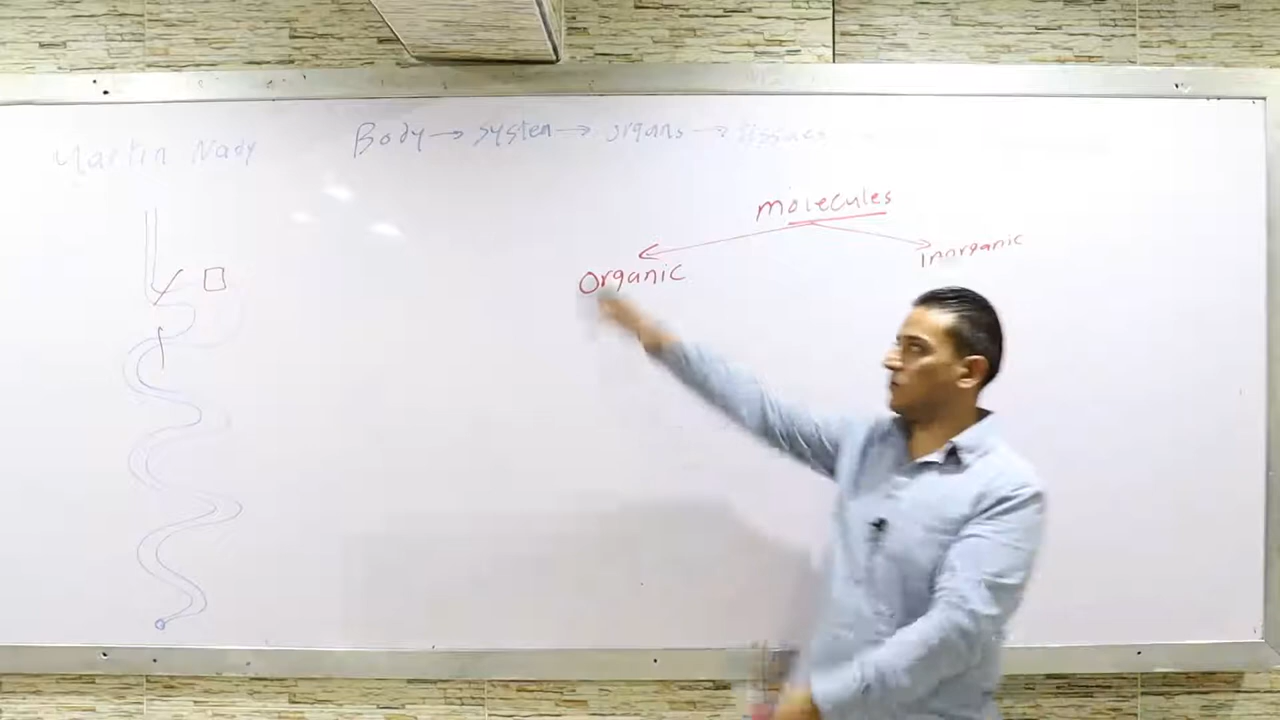 Martin Nady
Body → system → organs → tissues
molecules
Organic
Inorganic